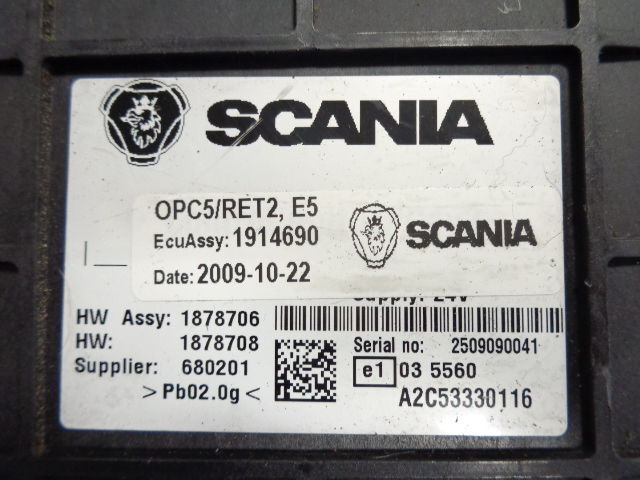 SCANIA
OPC5/RET2, E5
EcuAssy: 1914690
SCANIA
Date: 2009-10-22
Supply: 24V
HW Assy: 1878706
HW: 1878708
Serial no: 2509090041
Supplier: 680201
e1 03 5560
>Pb02.0g<
A2C53330116